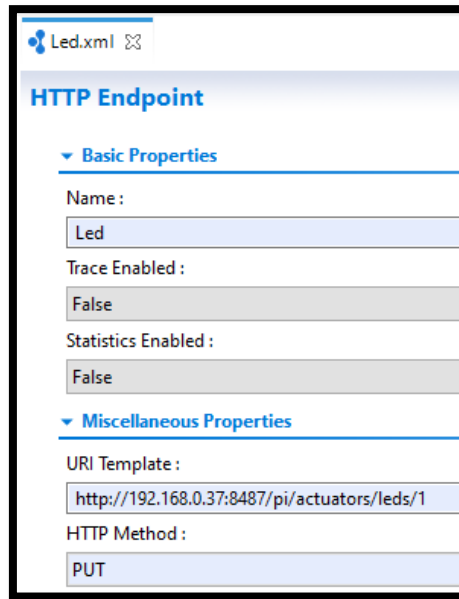 Led.xml
HTTP Endpoint
Basic Properties
Name :
Led
Trace Enabled :
False
Statistics Enabled :
False
Miscellaneous Properties
URI Template :
http://192.168.0.37:8487/pi/actuators/leds/1
HTTP Method :
PUT